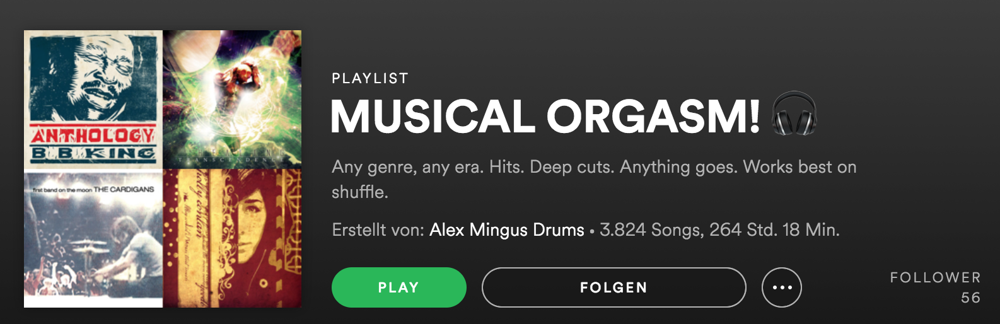 ANTHOLOGY
B.B. KING
TRANSCENDENCE
first band on the moon THE CARDIGANS
PLAYLIST
MUSICAL ORGASM!
Any genre, any era. Hits. Deep cuts. Anything goes. Works best on
shuffle.
Erstellt von: Alex Mingus Drums • 3.824 Songs, 264 Std. 18 Min.
PLAY
FOLGEN
FOLLOWER
56